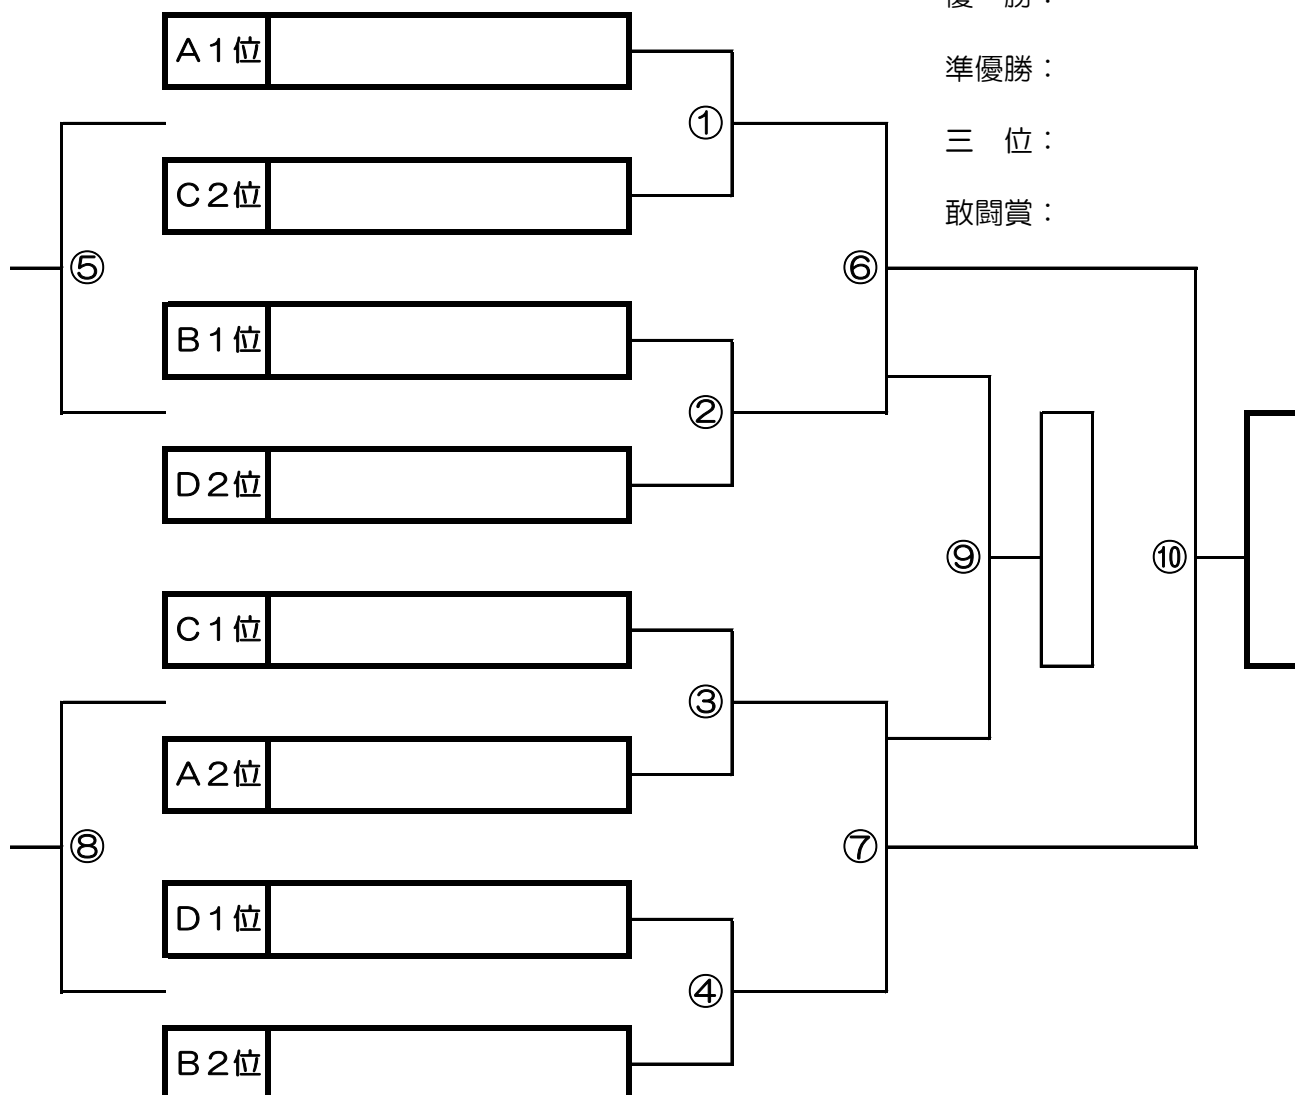 優　勝：
A1位
準優勝：
①
三　位：
C2位
敢闘賞：
⑤
⑥
B1位
②
D2位
⑨
⑩
C1位
③
A2位
⑧
⑦
D1位
④
B2位